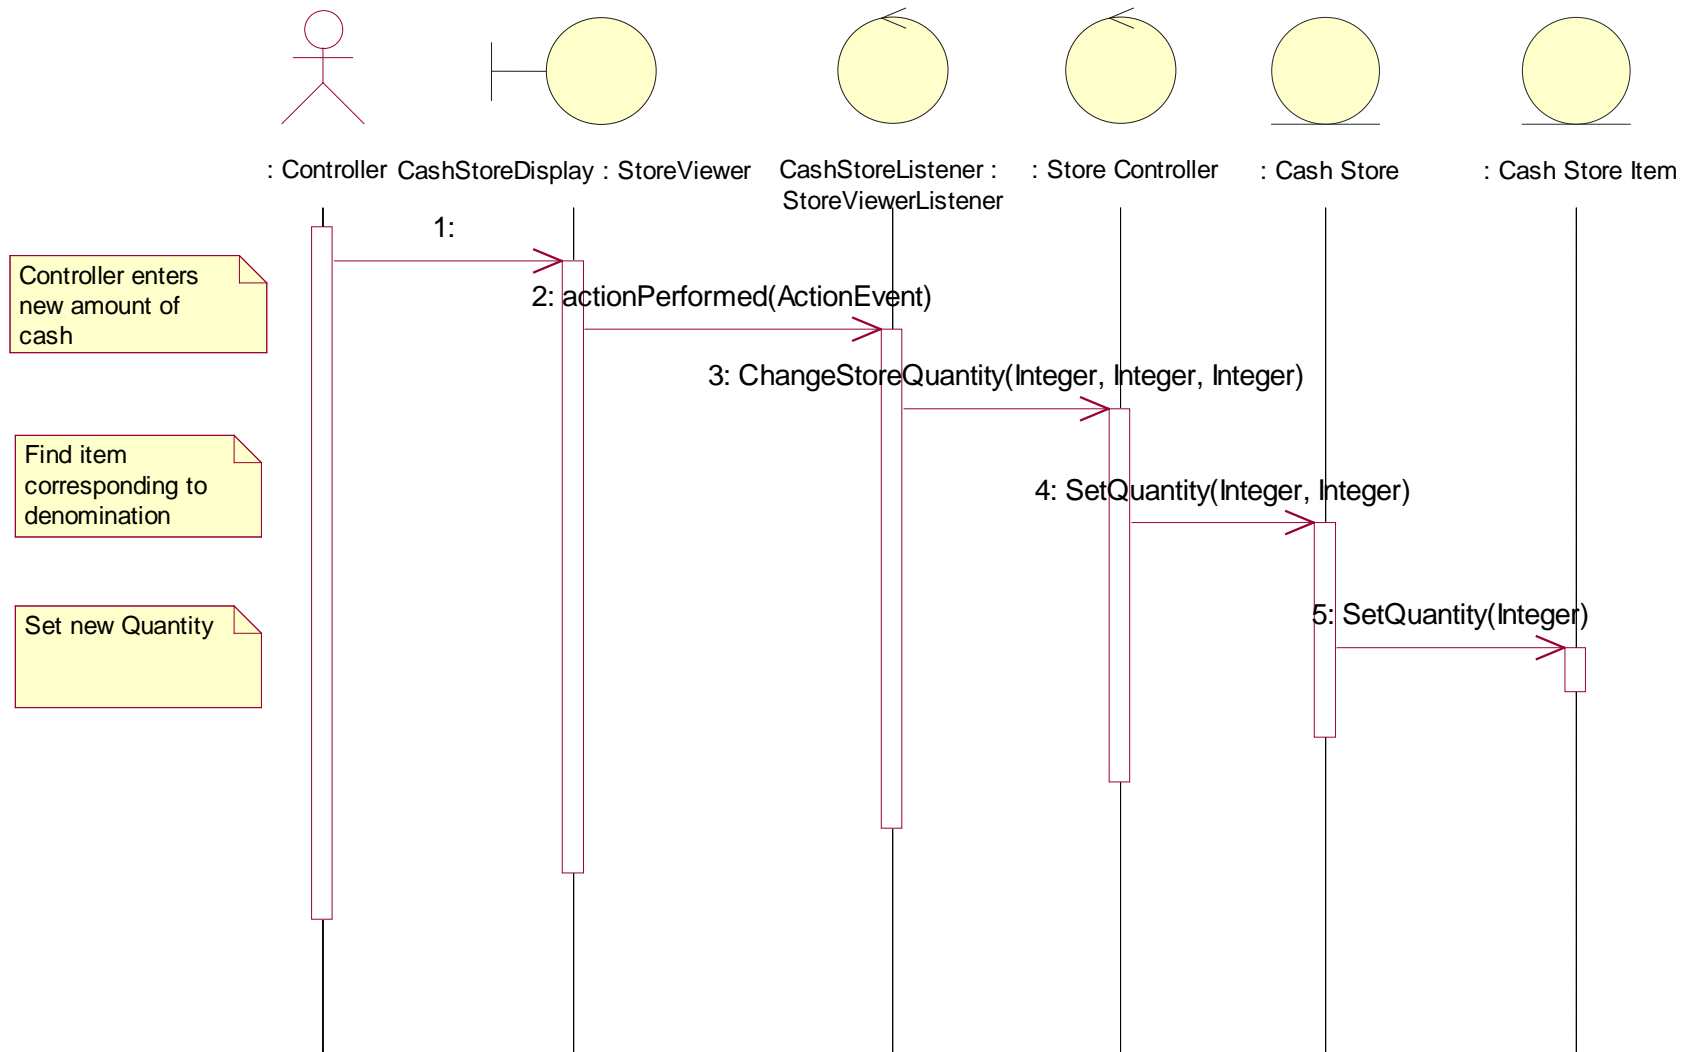 : Controller
CashStoreDisplay : StoreViewer
CashStoreListener :
StoreViewerListener
: Store Controller
: Cash Store
: Cash Store Item
1:
Controller enters
new amount of
cash
2: actionPerformed(ActionEvent)
3: ChangeStoreQuantity(Integer, Integer, Integer)
Find item
corresponding to
denomination
4: SetQuantity(Integer, Integer)
Set new Quantity
5: SetQuantity(Integer)